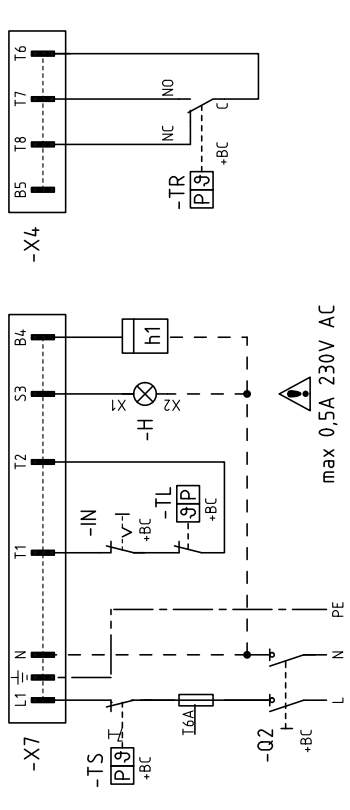 -X4
B5
T8
T7
T6
NC
NO
C
-TR
P ϑ
+BC
-X7
L1
N
T1
T2
S3
B4
-IN
+BC
-TL
ϑ P
+BC
X1
X2
-H
h1
-TS
P ϑ
+BC
T6A
-Q2
+BC
L
N
PE
max 0,5A 230V AC